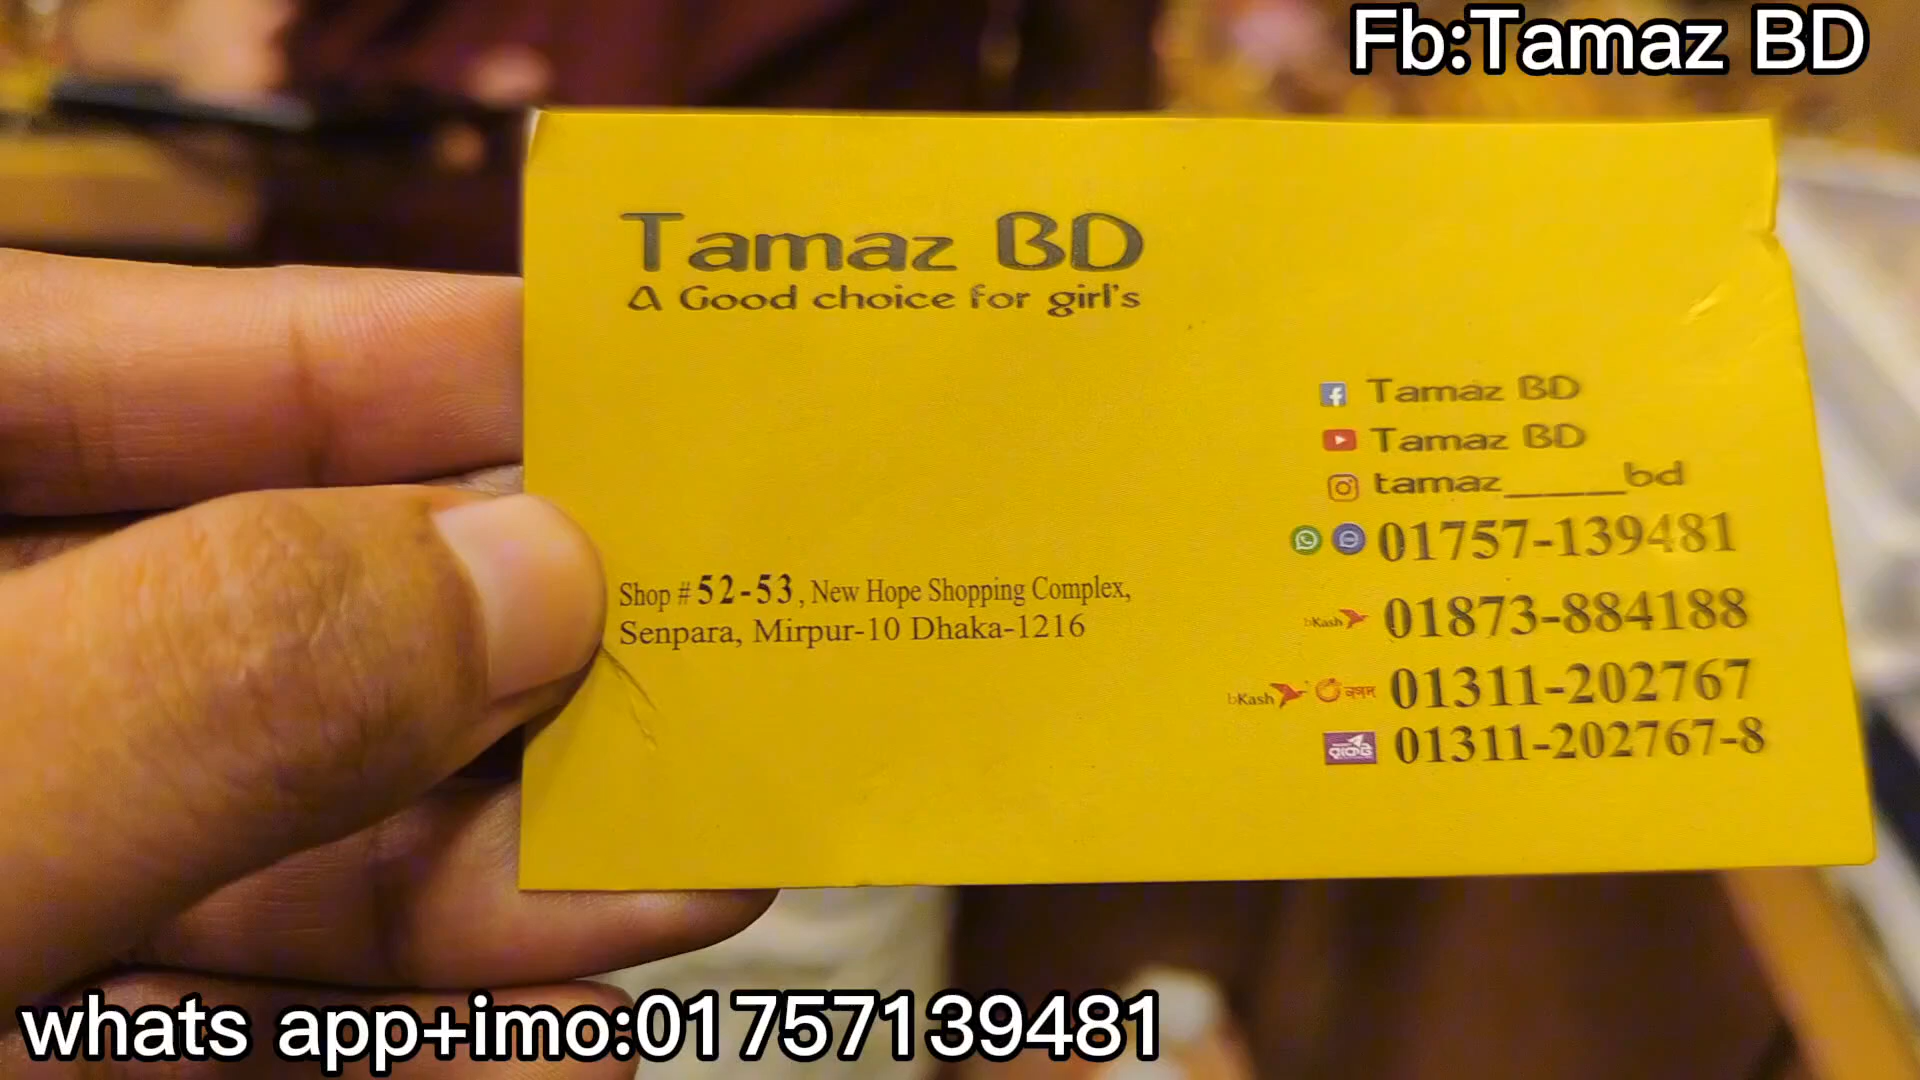 Fb:Tamaz BD
Tamaz BD
A Good choice for girl's
Tamaz BD
Tamaz BD
tamaz_____bd
01757-139481
Shop # 52-53, New Hope Shopping Complex,
Senpara, Mirpur-10 Dhaka-1216
bKash 01873-884188
bKash নগদ 01311-202767
রকেট 01311-202767-8
whats app+imo:01757139481